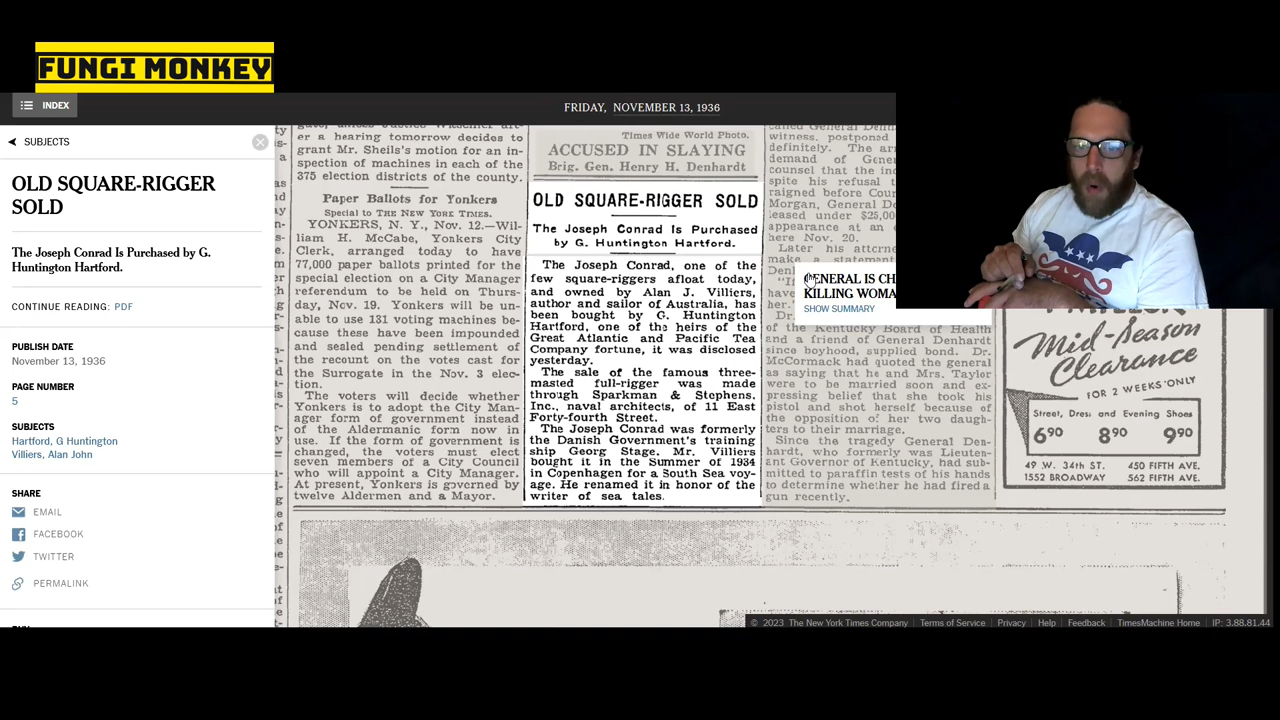 FUNGI MONKEY
INDEX
FRIDAY, NOVEMBER 13, 1936
SUBJECTS
OLD SQUARE-RIGGER
SOLD
The Joseph Conrad Is Purchased by G.
Huntington Hartford.
CONTINUE READING: PDF
PUBLISH DATE
November 13, 1936
PAGE NUMBER
5
SUBJECTS
Hartford, G Huntington
Villiers, Alan John
SHARE
EMAIL
FACEBOOK
TWITTER
PERMALINK
er a hearing tomorrow decides to
grant Mr. Sheils's motion for an in-
spection of machines in each of the
375 election districts of the county.
Paper Ballots for Yonkers
Special to THE NEW YORK TIMES.
YONKERS, N. Y., Nov. 12.—Wil-
liam H. McCabe, Yonkers City
Clerk, arranged today to have
77,000 paper ballots printed for the
special election on a City Manager
referendum to be held on Thurs-
day, Nov. 19. Yonkers will be un-
able to use 131 voting machines be-
cause these have been impounded
and sealed pending settlement of
the recount on the votes cast for
the Surrogate in the Nov. 3 elec-
tion.
The voters will decide whether
Yonkers is to adopt the City Man-
ager form of government instead
of the Aldermanic form now in
use. If the form of government is
changed, the voters must elect
seven members of a City Council
who will appoint a City Manager.
At present, Yonkers is governed by
twelve Aldermen and a Mayor.
Times Wide World Photo.
ACCUSED IN SLAYING
Brig. Gen. Henry H. Denhardt
OLD SQUARE-RIGGER SOLD
The Joseph Conrad Is Purchased
by G. Huntington Hartford.
The Joseph Conrad, one of the
few square-riggers afloat today,
and owned by Alan J. Villiers,
author and sailor of Australia, has
been bought by G. Huntington
Hartford, one of the heirs of the
Great Atlantic and Pacific Tea
Company fortune, it was disclosed
yesterday.
The sale of the famous three-
masted full-rigger was made
through Sparkman & Stephens.
Inc., naval architects, of 11 East
Forty-fourth Street.
The Joseph Conrad was formerly
the Danish Government's training
ship Georg Stage. Mr. Villiers
bought it in the Summer of 1934
in Copenhagen for a South Sea voy-
age. He renamed it in honor of the
writer of sea tales.
called General Denh
witness, postponed
definitely. The arr
demand of Gener
counsel that the in
spite his refusal t
raigned before Cour
Morgan, General De
leased under $25,00
appearance at an e
here Nov. 20.
Later his attorne
make a statement
GENERAL IS CH
KILLING WOMA
SHOW SUMMARY
of the Kentucky Board of Health
and a friend of General Denhardt
since boyhood, supplied bond. Dr.
McCormack had quoted the general
as saying that he and Mrs. Taylor
were to be married soon and ex-
pressing belief that she took his
pistol and shot herself because of
the opposition of her two daugh-
ters to their marriage.
Since the tragedy General Den-
hardt, who formerly was Lieuten-
ant Governor of Kentucky, had sub-
mitted to paraffin tests of his hands
to determine whether he had fired a
gun recently.
Mid-Season
Clearance
FOR 2 WEEKS ONLY
Street, Dress and Evening Shoes
6.90 8.90 9.90
49 W. 34th ST. 450 FIFTH AVE.
1552 BROADWAY 562 FIFTH AVE.
© 2023 The New York Times Company Terms of Service Privacy Help Feedback TimesMachine Home IP: 3.88.81.44